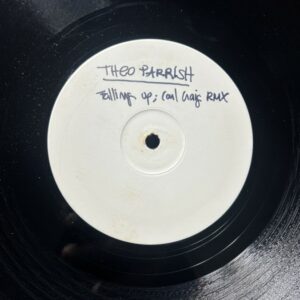 THEO PARRISH
Falling up; Carl Craig RMX